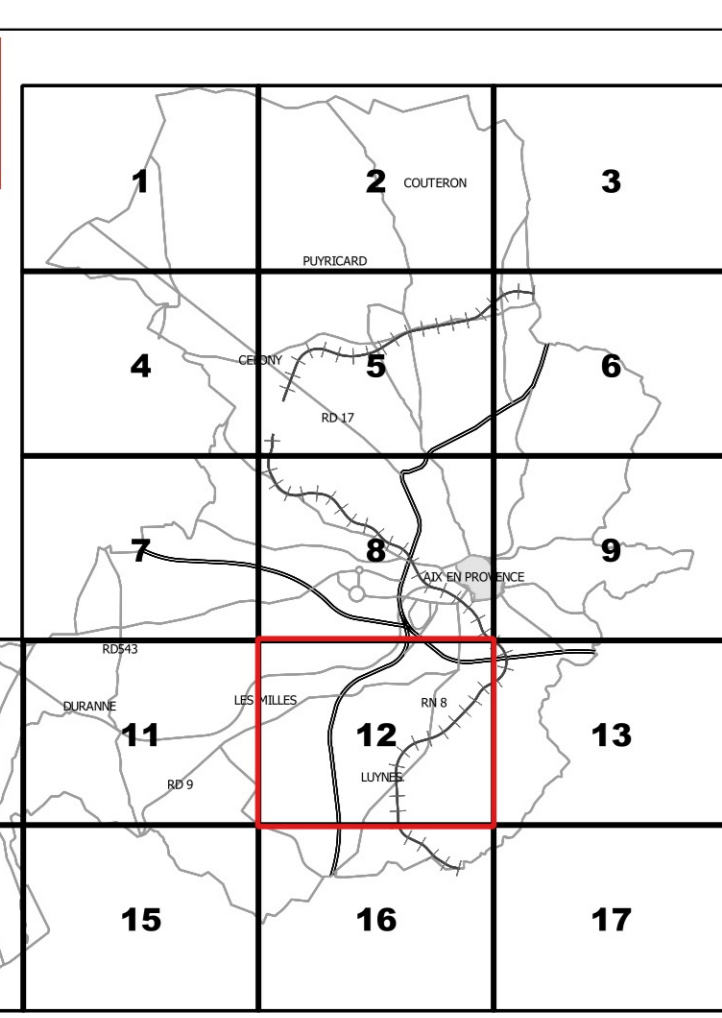 1
2
COUTERON
3
PUYRICARD
4
CELONY
5
6
RD 17
7
8
9
AIX EN PROVENCE
RD543
DURANNE
LES MILLES
RN 8
11
12
13
RD 9
LUYNES
15
16
17